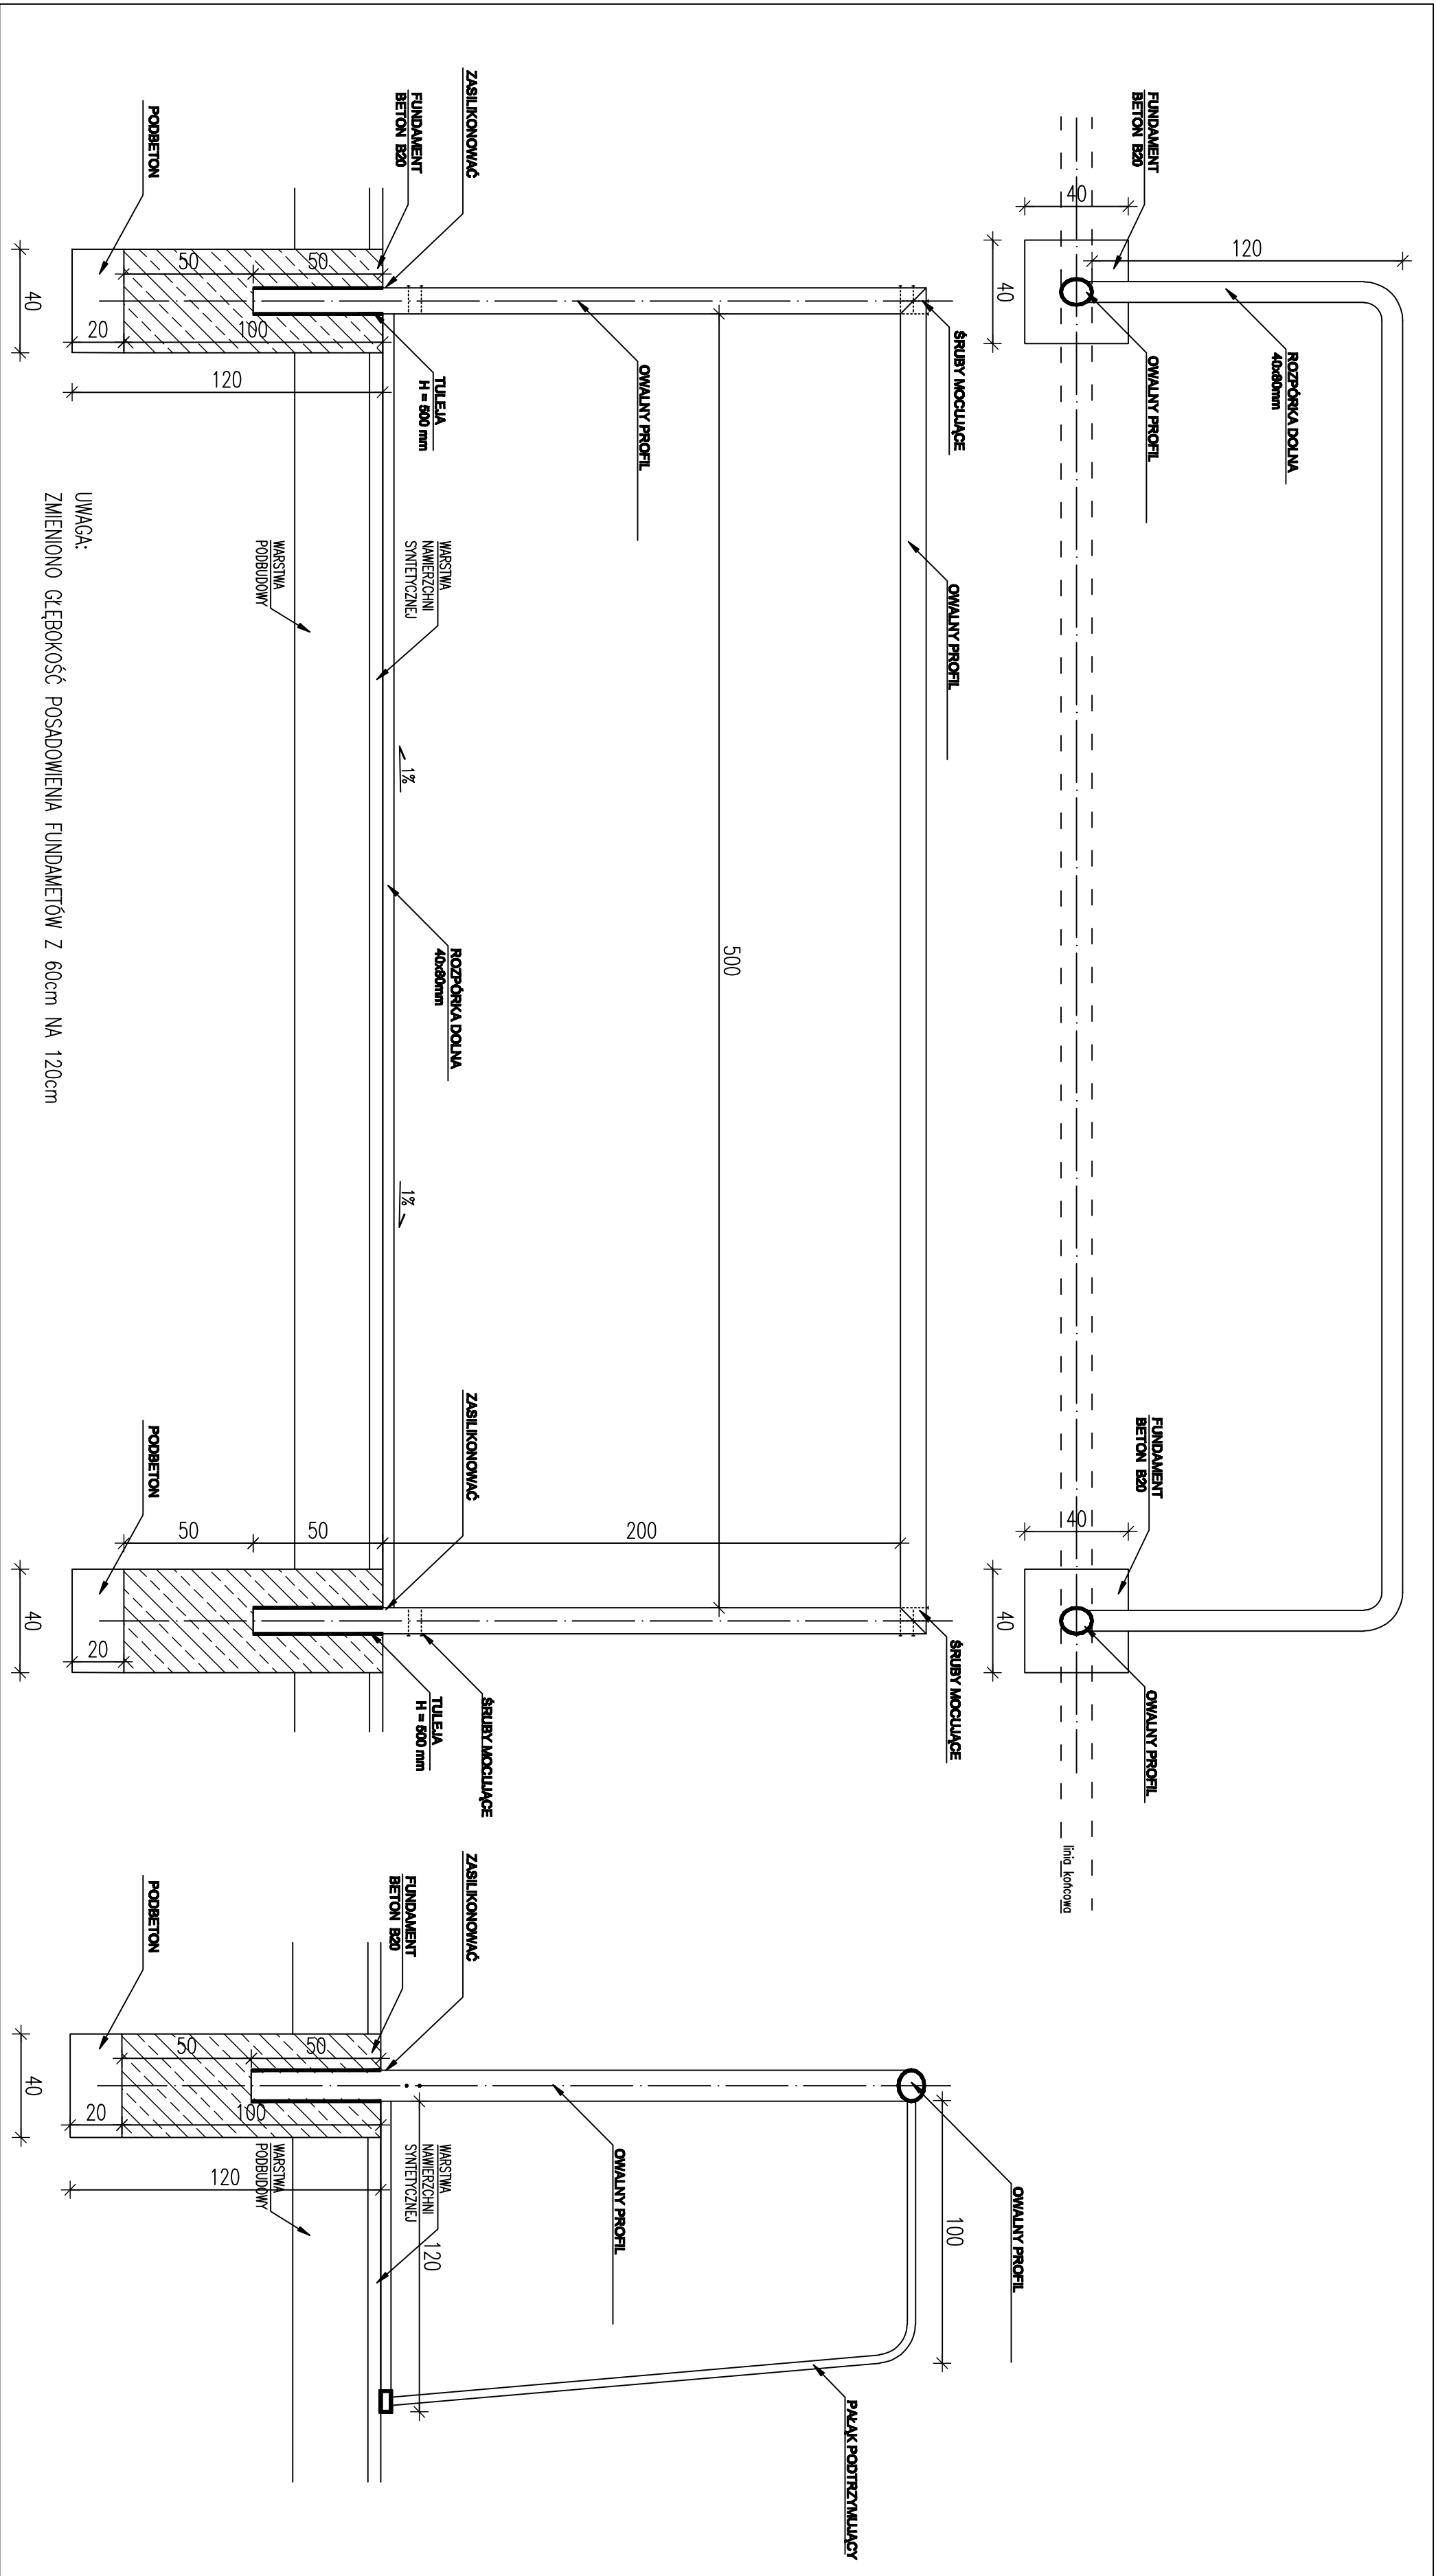 120
ROZPÓRKA DOLNA
40x80mm
FUNDAMENT
BETON B20
OWALNY PROFIL
40
40
FUNDAMENT
BETON B20
OWALNY PROFIL
40
40
linia końcowa
ŚRUBY MOCUJĄCE
OWALNY PROFIL
ŚRUBY MOCUJĄCE
500
OWALNY PROFIL
200
ZASILIKONOWAĆ
FUNDAMENT
BETON B20
TULEJA
H = 500 mm
WARSTWA
NAWIERZCHNI
SYNTETYCZNEJ
1%
ROZPÓRKA DOLNA
40x80mm
1%
ZASILIKONOWAĆ
ŚRUBY MOCUJĄCE
TULEJA
H = 500 mm
50
50
100
20
120
WARSTWA
PODBUDOWY
50
50
20
PODBETON
PODBETON
40
40
OWALNY PROFIL
100
PAŁĄK PODTRZYMUJĄCY
OWALNY PROFIL
ZASILIKONOWAĆ
FUNDAMENT
BETON B20
WARSTWA
NAWIERZCHNI
SYNTETYCZNEJ
120
50
50
100
20
120
WARSTWA
PODBUDOWY
PODBETON
40
UWAGA:
ZMIENIONO GŁĘBOKOŚĆ POSADOWIENIA FUNDAMETÓW Z 60cm NA 120cm